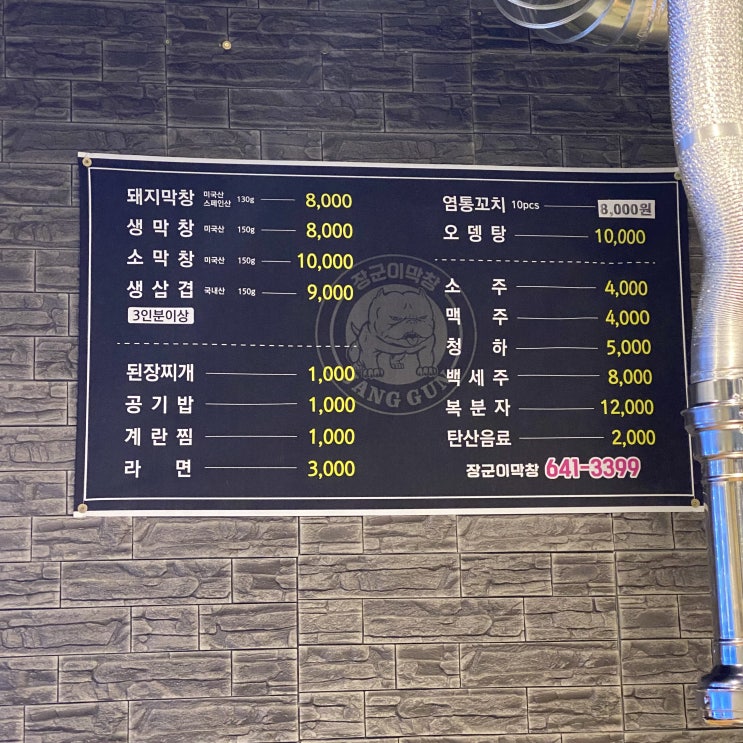 돼지막창 미국산 스페인산 130g 8,000
생막창 미국산 150g 8,000
소막창 미국산 150g 10,000
생삼겹 국내산 150g 9,000
3인분이상
된장찌개 1,000
공기밥 1,000
계란찜 1,000
라면 3,000
염통꼬치 10pcs 8,000원
오뎅탕 10,000
소주 4,000
맥주 4,000
청하 5,000
백세주 8,000
복분자 12,000
탄산음료 2,000
장군이막창 641-3399
장군이막창
JANG GUN